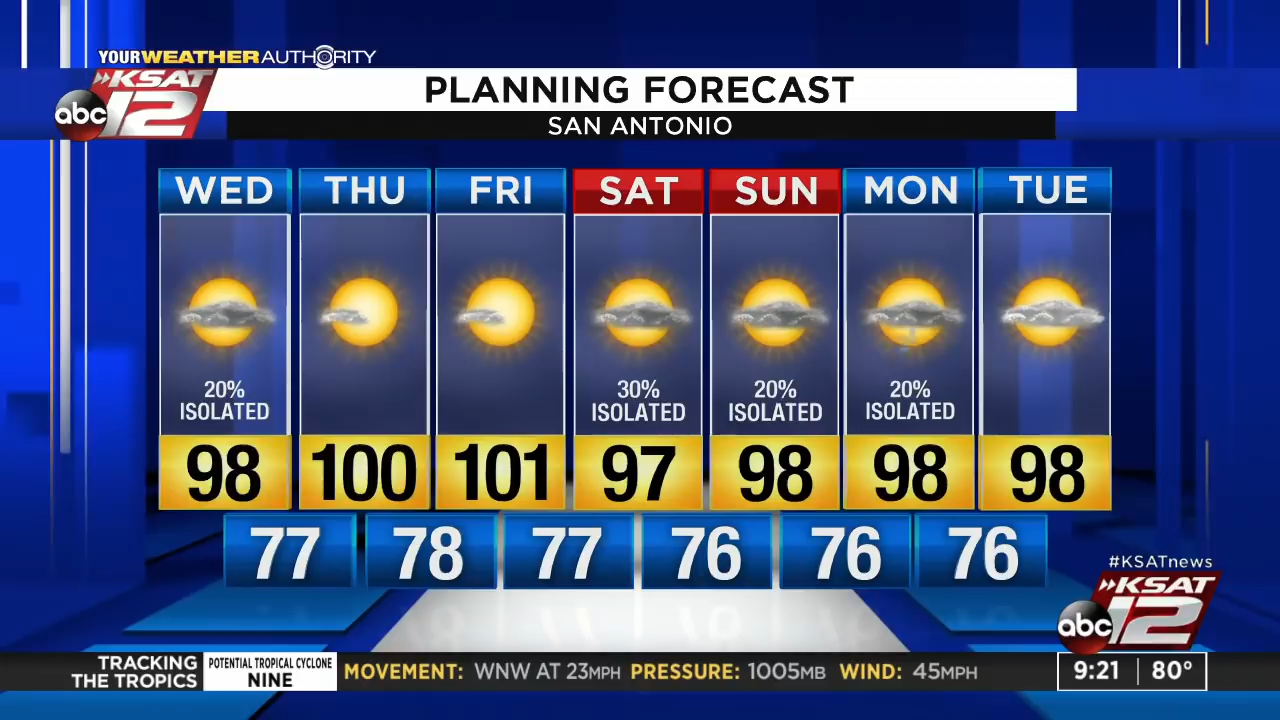 YOURWEATHERAUTHORITY
KSAT
abc 12
PLANNING FORECAST
SAN ANTONIO
WED THU FRI SAT SUN MON TUE
20% 30% 20% 20%
ISOLATED ISOLATED ISOLATED ISOLATED
98 100 101 97 98 98 98
77 78 77 76 76 76
#KSATnews
KSAT
abc 12
TRACKING
THE TROPICS
POTENTIAL TROPICAL CYCLONE
NINE
MOVEMENT: WNW AT 23MPH PRESSURE: 1005MB WIND: 45MPH
9:21 80°